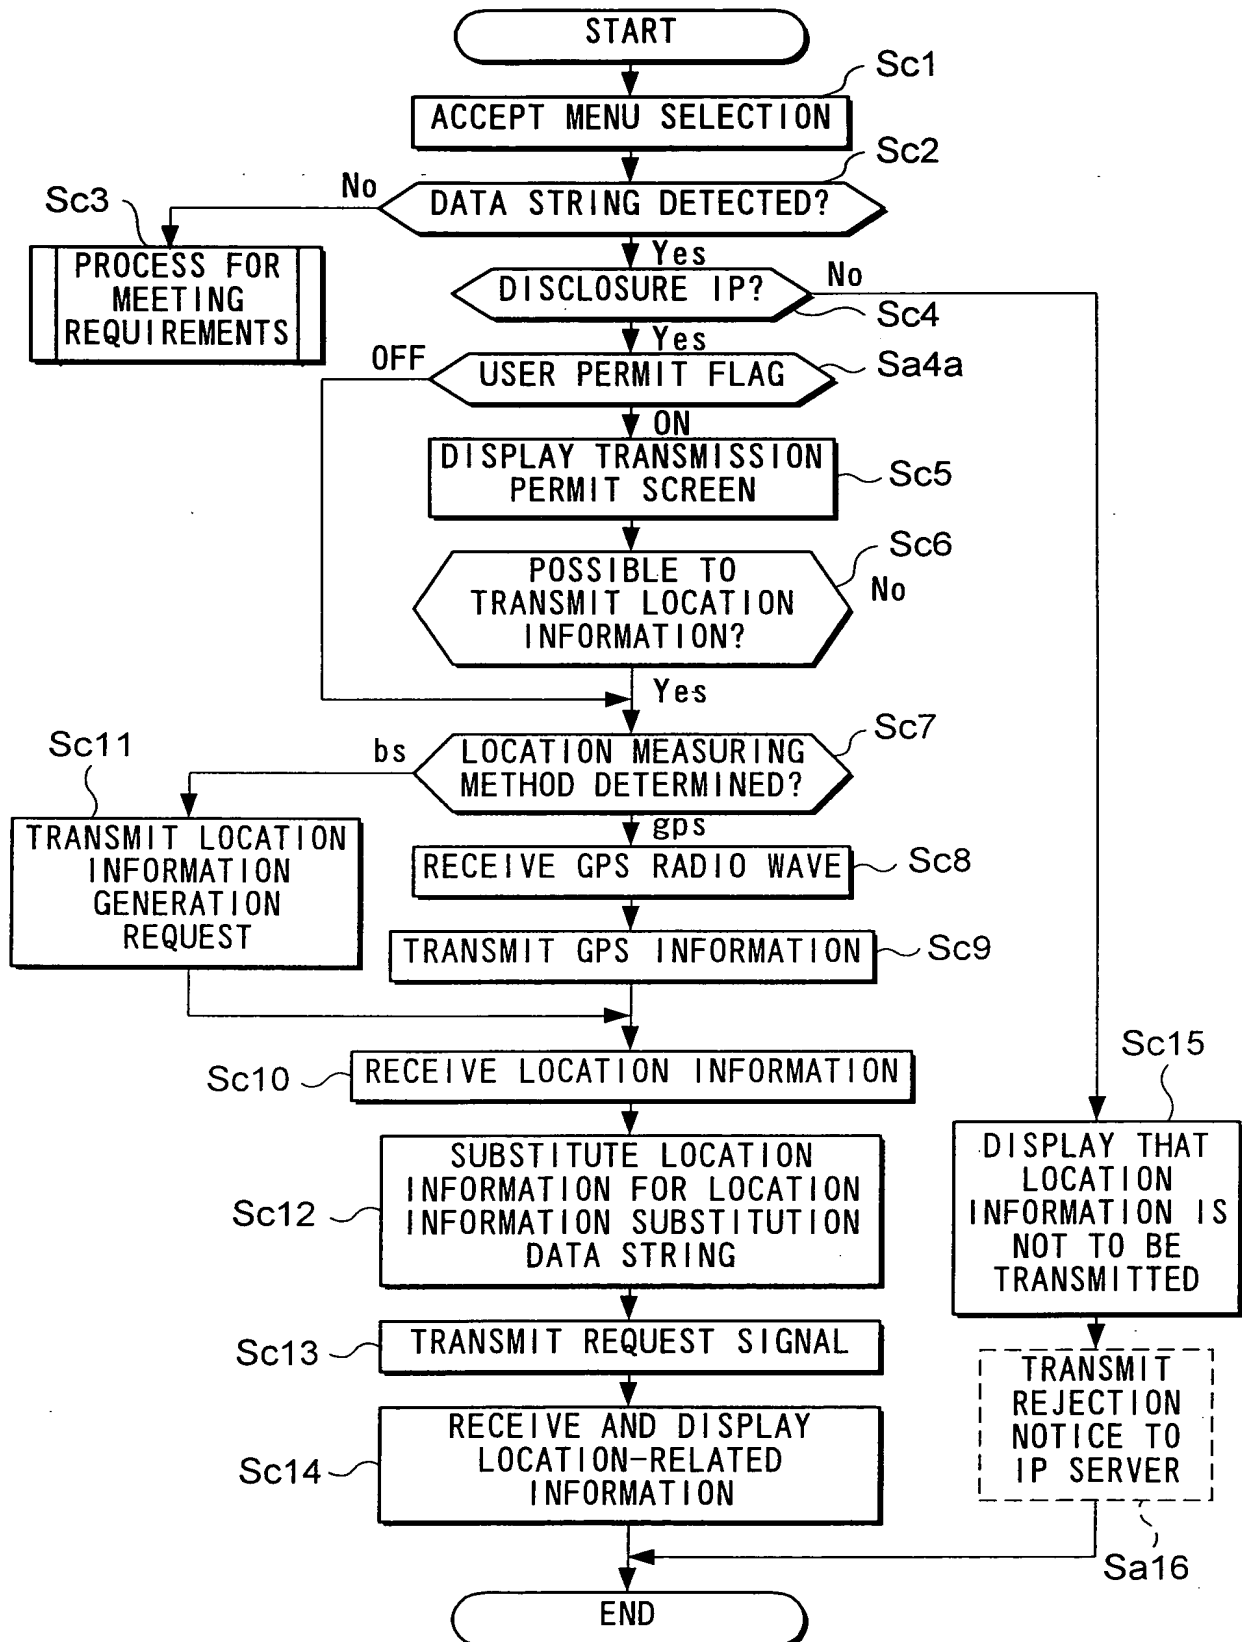 START
Sc1
ACCEPT MENU SELECTION
Sc2
No
DATA STRING DETECTED?
Sc3
PROCESS FOR
MEETING
REQUIREMENTS
Yes
DISCLOSURE IP?
No
Sc4
Yes
OFF
USER PERMIT FLAG
Sa4a
ON
DISPLAY TRANSMISSION
PERMIT SCREEN
Sc5
Sc6
POSSIBLE TO
TRANSMIT LOCATION
INFORMATION?
No
Yes
Sc7
bs
LOCATION MEASURING
METHOD DETERMINED?
Sc11
TRANSMIT LOCATION
INFORMATION
GENERATION
REQUEST
gps
RECEIVE GPS RADIO WAVE
Sc8
TRANSMIT GPS INFORMATION
Sc9
Sc10
RECEIVE LOCATION INFORMATION
Sc12
SUBSTITUTE LOCATION
INFORMATION FOR LOCATION
INFORMATION SUBSTITUTION
DATA STRING
Sc15
DISPLAY THAT
LOCATION
INFORMATION IS
NOT TO BE
TRANSMITTED
Sc13
TRANSMIT REQUEST SIGNAL
TRANSMIT
REJECTION
NOTICE TO
IP SERVER
Sc14
RECEIVE AND DISPLAY
LOCATION-RELATED
INFORMATION
Sa16
END